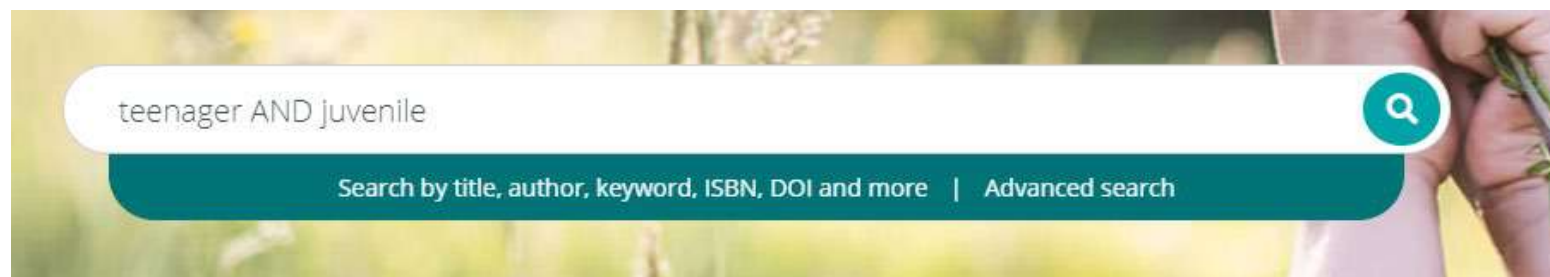 teenager AND juvenile
Search by title, author, keyword, ISBN, DOI and more | Advanced search